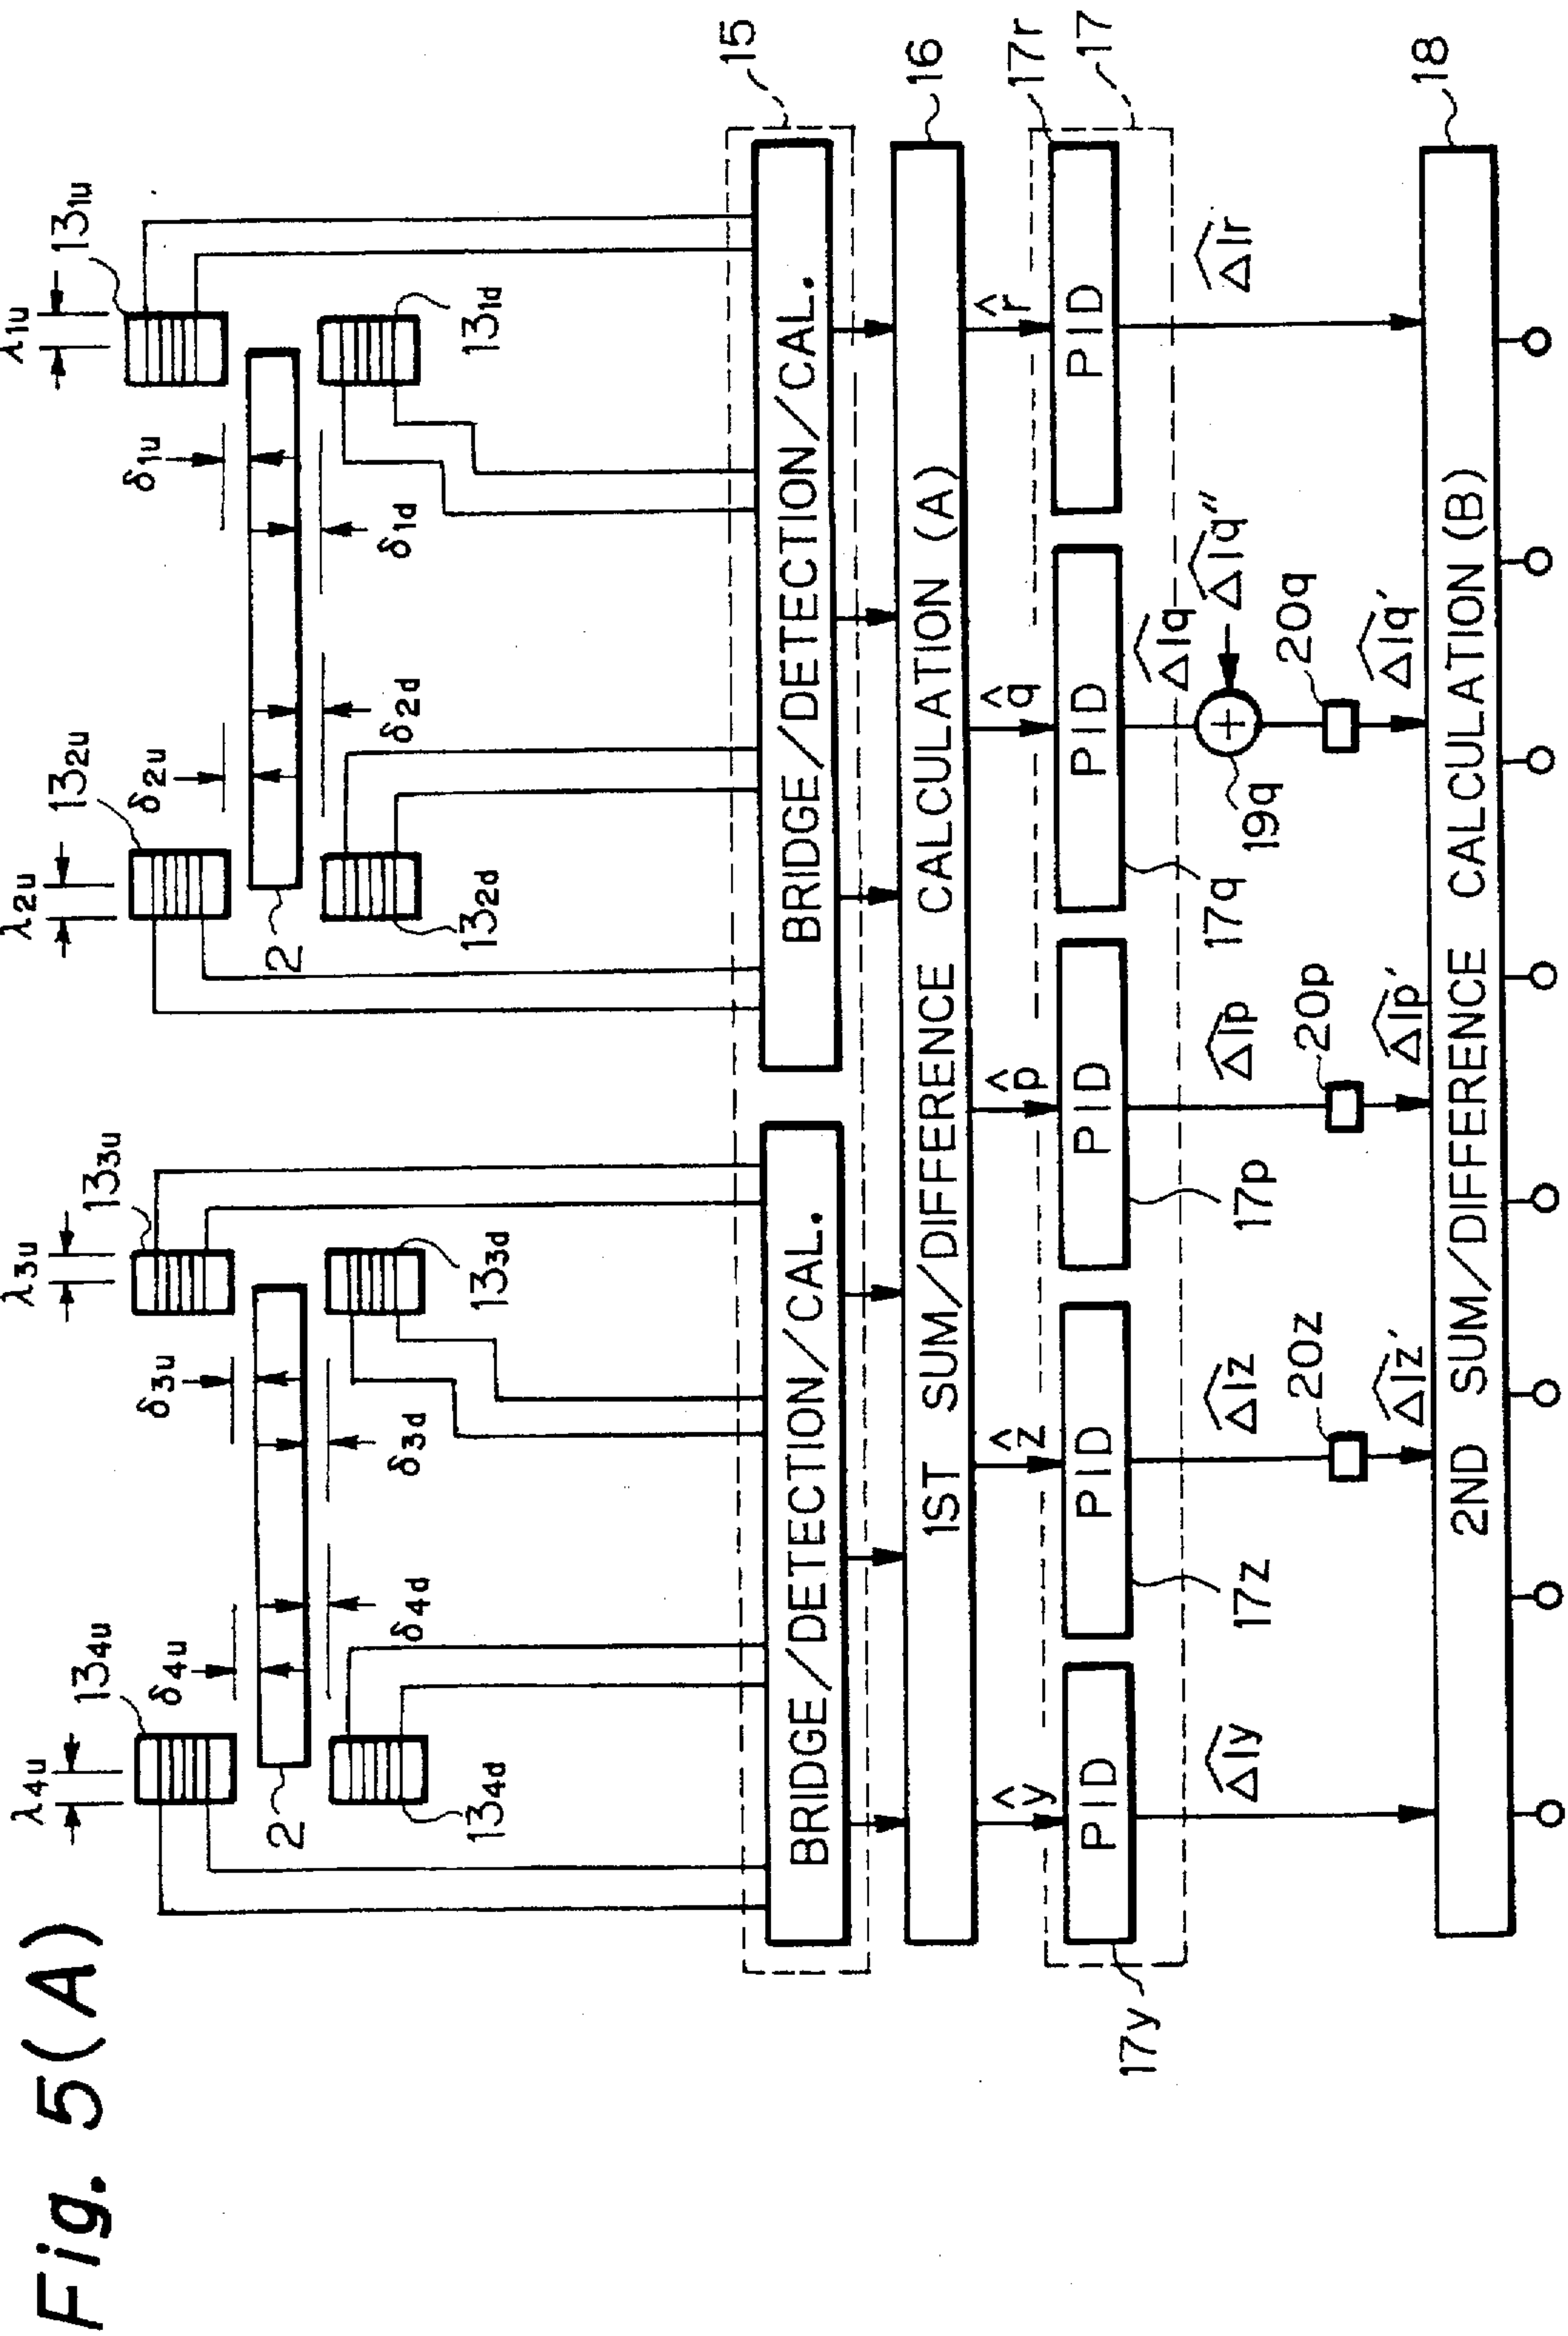 Fig. 5(A)
λ4u
λ3u
λ2u
λ1u
134u
133u
132u
131u
δ4u
δ3u
δ2u
δ1u
2
2
δ4d
δ3d
δ2d
δ1d
134d
133d
132d
131d
15
BRIDGE/DETECTION/CAL.
BRIDGE/DETECTION/CAL.
16
1ST SUM/DIFFERENCE CALCULATION (A)
ŷ
ẑ
p̂
q̂
r̂
17r
17
PID
PID
PID
PID
PID
17y
17z
17p
17q
ΔIy
ΔIz
ΔIp
ΔIq
ΔIq″
ΔIr
+
19q
20z
20p
20q
ΔIz′
ΔIp′
ΔIq′
18
2ND SUM/DIFFERENCE CALCULATION (B)